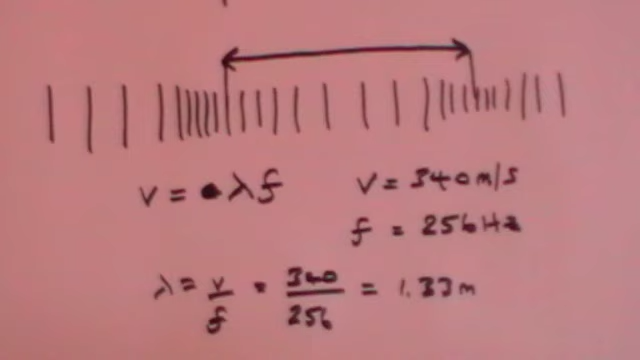 v = λf
v = 340m/s
f = 256Hz
λ = v/f = 340/256 = 1.33m